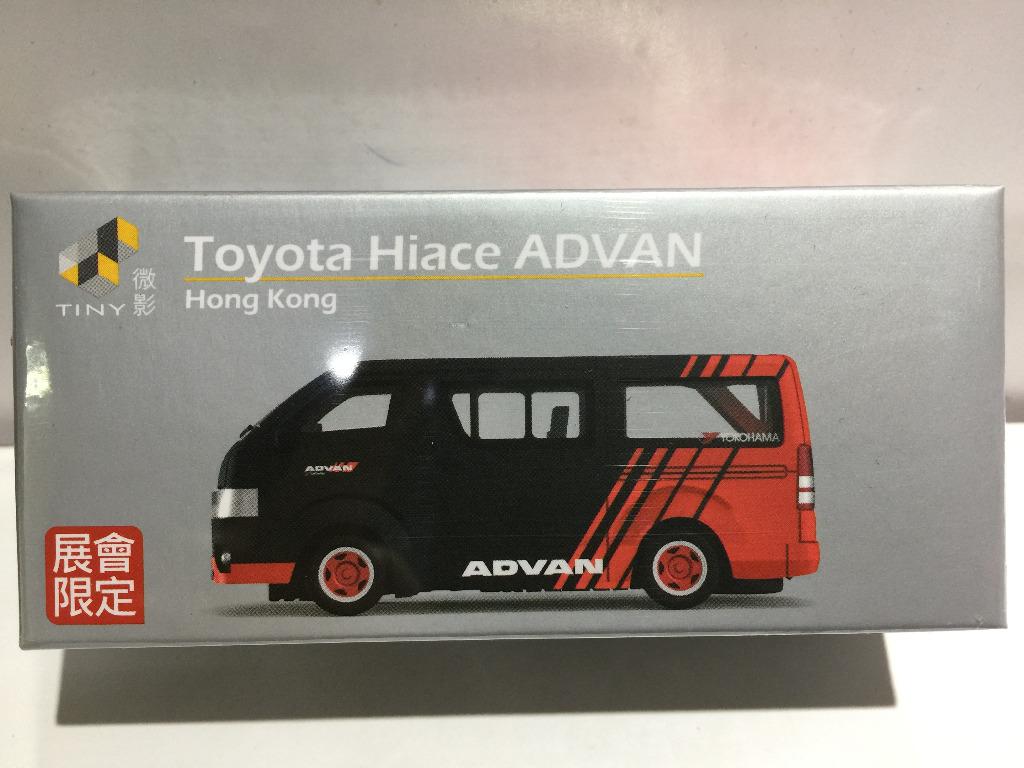 TINY
微影
Toyota Hiace ADVAN
Hong Kong
YOKOHAMA
ADVAN
ADVAN
展會
限定